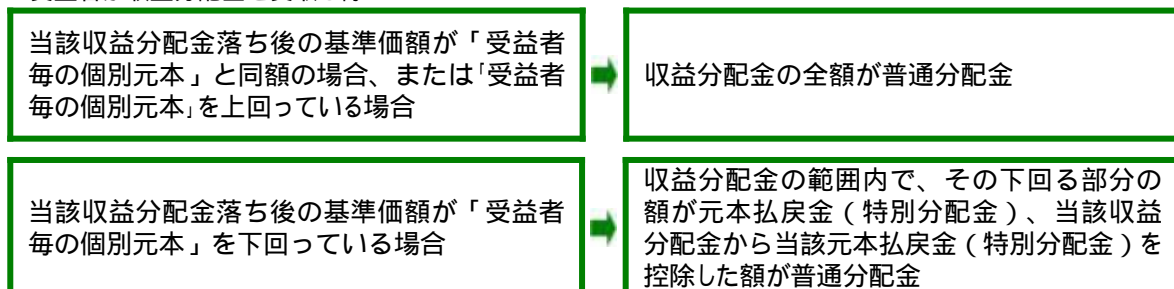 当該収益分配金落ち後の基準価額が「受益者
毎の個別元本」と同額の場合、または｢受益者
毎の個別元本｣を上回っている場合
収益分配金の全額が普通分配金
当該収益分配金落ち後の基準価額が「受益者
毎の個別元本」を下回っている場合
収益分配金の範囲内で、その下回る部分の
額が元本払戻金（特別分配金）、当該収益
分配金から当該元本払戻金（特別分配金）を
控除した額が普通分配金